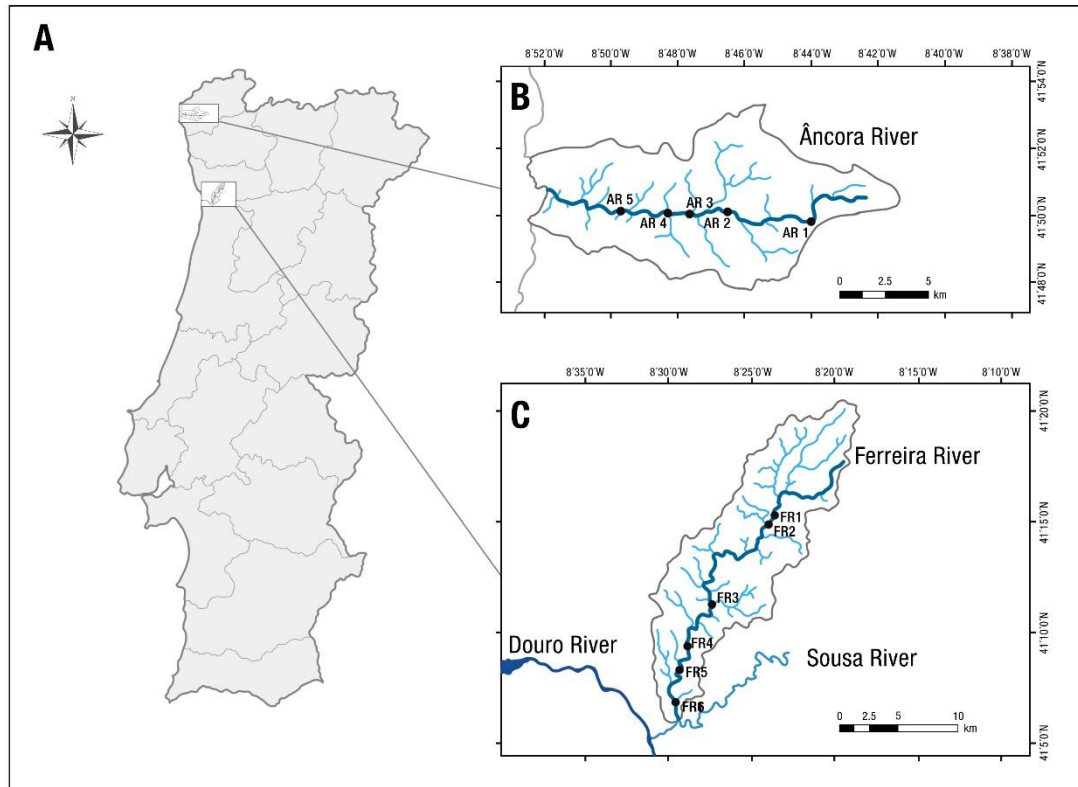 A
N
B
8°52'0"W
8°50'0"W
8°48'0"W
8°46'0"W
8°44'0"W
8°42'0"W
8°40'0"W
8°38'0"W
41°54'0"N
41°52'0"N
41°50'0"N
41°48'0"N
Âncora River
AR 5
AR 4
AR 3
AR 2
AR 1
0 2.5 5
km
C
8°35'0"W
8°30'0"W
8°25'0"W
8°20'0"W
8°15'0"W
8°10'0"W
41°20'0"N
41°15'0"N
41°10'0"N
41°5'0"N
Ferreira River
FR1
FR2
FR3
FR4
FR5
FR6
Douro River
Sousa River
0 2.5 5 10
km